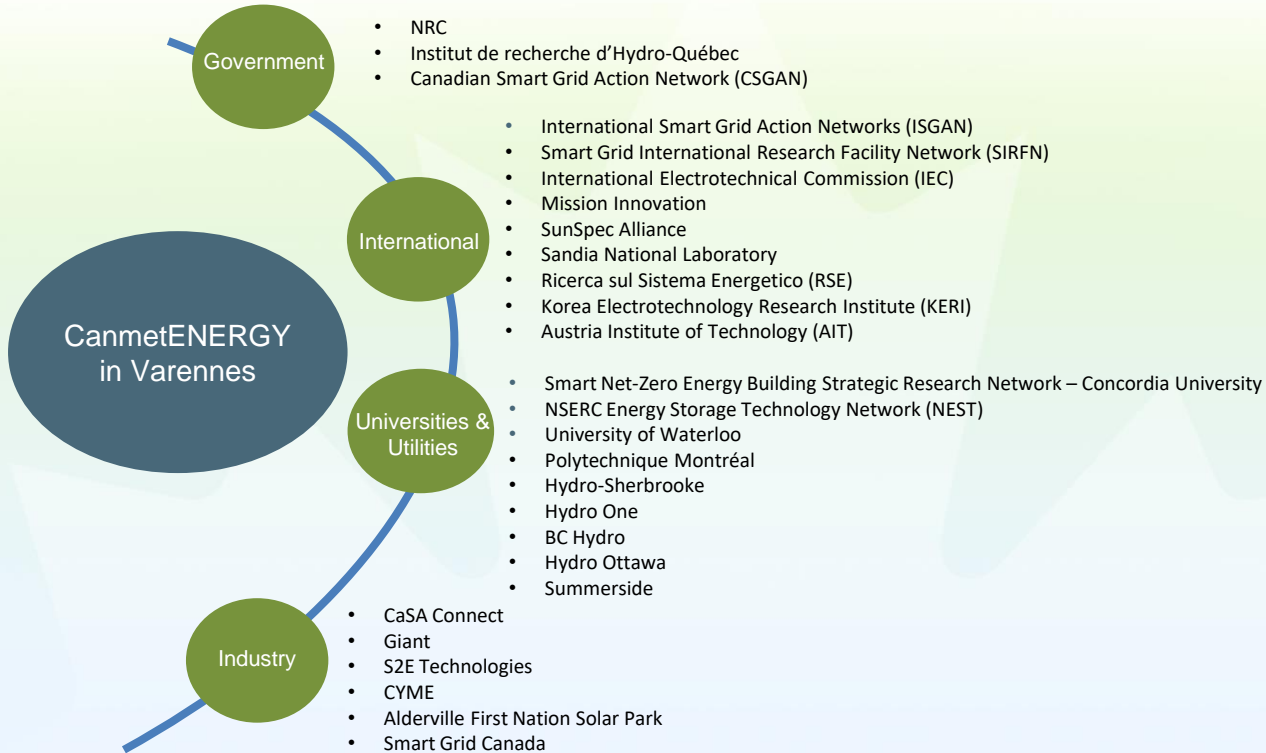 Government
• NRC
• Institut de recherche d’Hydro-Québec
• Canadian Smart Grid Action Network (CSGAN)
International
• International Smart Grid Action Networks (ISGAN)
• Smart Grid International Research Facility Network (SIRFN)
• International Electrotechnical Commission (IEC)
• Mission Innovation
• SunSpec Alliance
• Sandia National Laboratory
• Ricerca sul Sistema Energetico (RSE)
• Korea Electrotechnology Research Institute (KERI)
• Austria Institute of Technology (AIT)
CanmetENERGY
in Varennes
Universities &
Utilities
• Smart Net-Zero Energy Building Strategic Research Network – Concordia University
• NSERC Energy Storage Technology Network (NEST)
• University of Waterloo
• Polytechnique Montréal
• Hydro-Sherbrooke
• Hydro One
• BC Hydro
• Hydro Ottawa
• Summerside
Industry
• CaSA Connect
• Giant
• S2E Technologies
• CYME
• Alderville First Nation Solar Park
• Smart Grid Canada